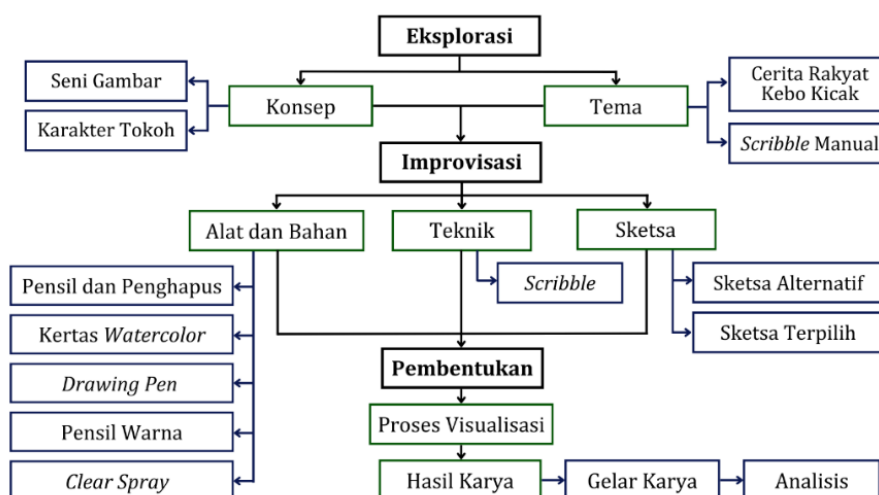 Eksplorasi
Seni Gambar
Karakter Tokoh
Konsep
Tema
Cerita Rakyat
Kebo Kicak
Scribble Manual
Improvisasi
Alat dan Bahan
Teknik
Sketsa
Pensil dan Penghapus
Kertas Watercolor
Drawing Pen
Pensil Warna
Clear Spray
Scribble
Sketsa Alternatif
Sketsa Terpilih
Pembentukan
Proses Visualisasi
Hasil Karya
Gelar Karya
Analisis